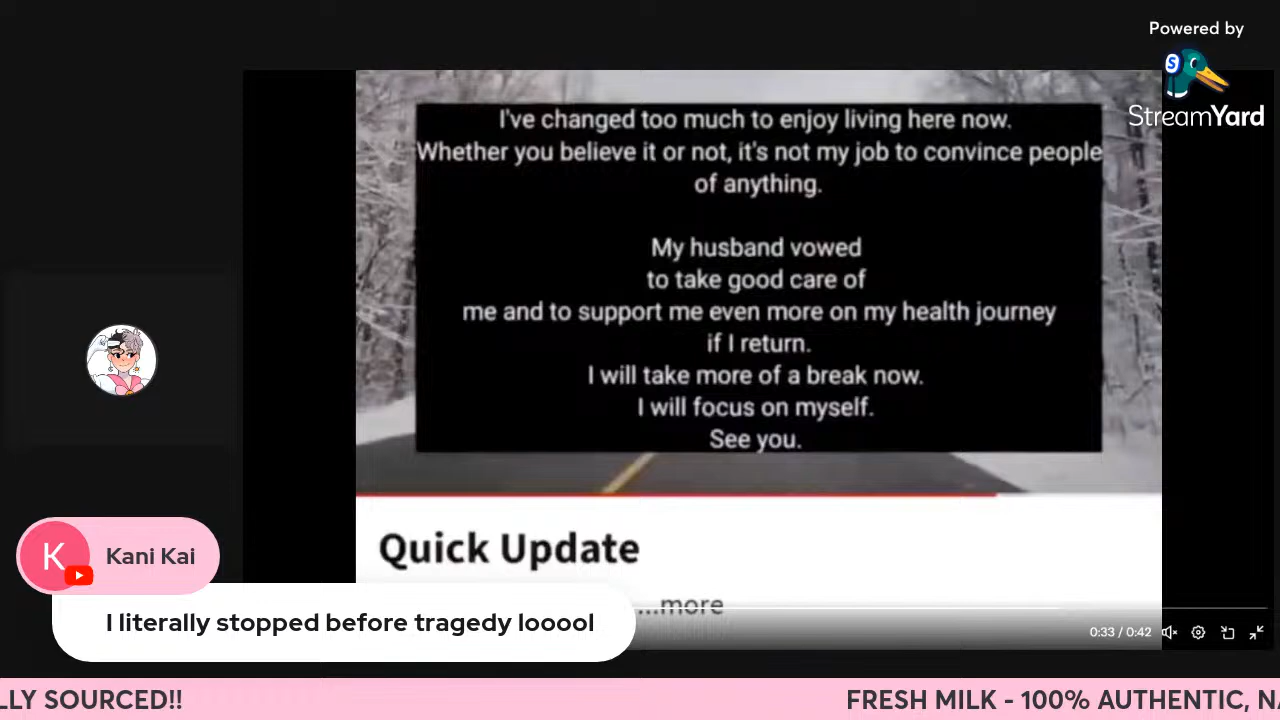 Powered by
S
StreamYard
I've changed too much to enjoy living here now.
Whether you believe it or not, it's not my job to convince people
of anything.
My husband vowed
to take good care of
me and to support me even more on my health journey
if I return.
I will take more of a break now.
I will focus on myself.
See you.
Quick Update
...more
0:33 / 0:42
K
Kani Kai
I literally stopped before tragedy looool
LLY SOURCED!!
FRESH MILK - 100% AUTHENTIC, NA